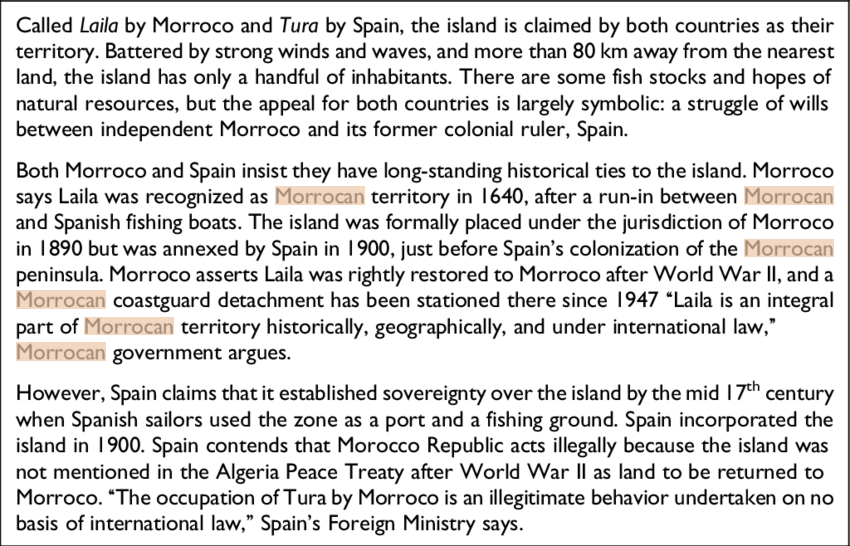 Called Laila by Morroco and Tura by Spain, the island is claimed by both countries as their
territory. Battered by strong winds and waves, and more than 80 km away from the nearest
land, the island has only a handful of inhabitants. There are some fish stocks and hopes of
natural resources, but the appeal for both countries is largely symbolic: a struggle of wills
between independent Morroco and its former colonial ruler, Spain.
Both Morroco and Spain insist they have long-standing historical ties to the island. Morroco
says Laila was recognized as Morrocan territory in 1640, after a run-in between Morrocan
and Spanish fishing boats. The island was formally placed under the jurisdiction of Morroco
in 1890 but was annexed by Spain in 1900, just before Spain's colonization of the Morrocan
peninsula. Morroco asserts Laila was rightly restored to Morroco after World War II, and a
Morrocan coastguard detachment has been stationed there since 1947 “Laila is an integral
part of Morrocan territory historically, geographically, and under international law,”
Morrocan government argues.
However, Spain claims that it established sovereignty over the island by the mid 17th century
when Spanish sailors used the zone as a port and a fishing ground. Spain incorporated the
island in 1900. Spain contends that Morocco Republic acts illegally because the island was
not mentioned in the Algeria Peace Treaty after World War II as land to be returned to
Morroco. “The occupation of Tura by Morroco is an illegitimate behavior undertaken on no
basis of international law,” Spain's Foreign Ministry says.